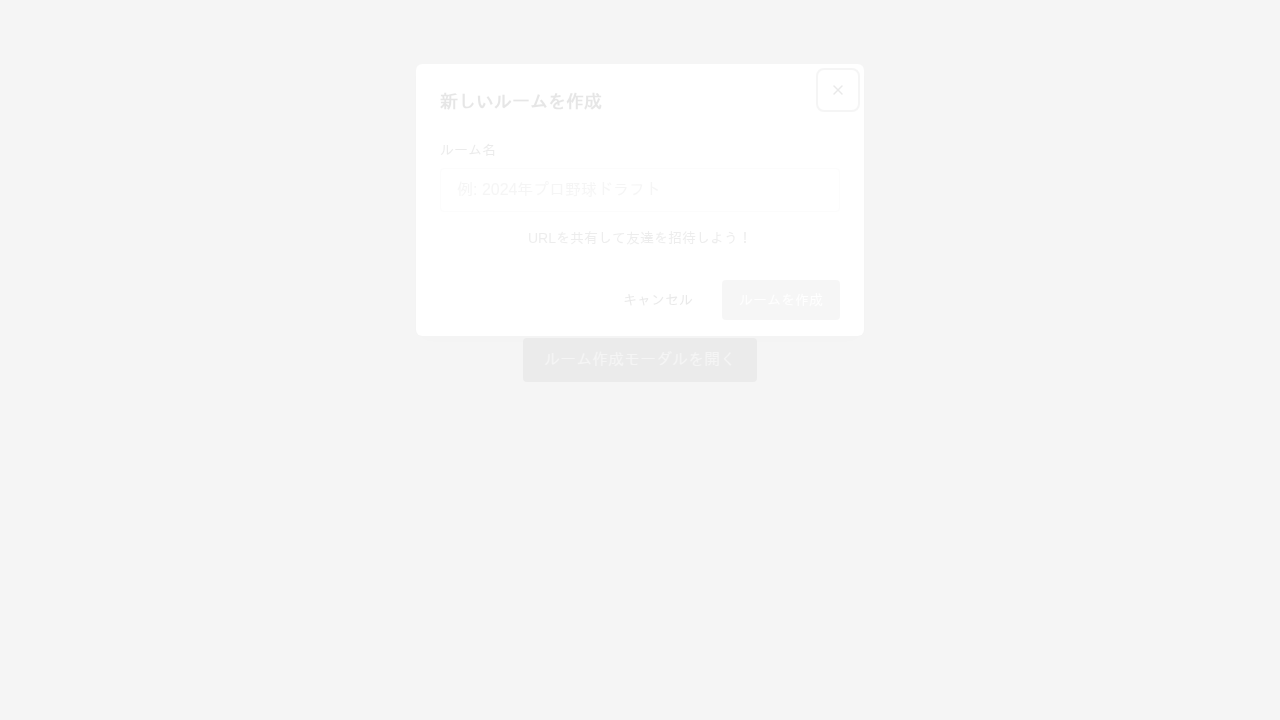 新しいルームを作成
ルーム名
例: 2024年プロ野球ドラフト
URLを共有して友達を招待しよう！
キャンセル
ルームを作成
ルーム作成モーダルを開く